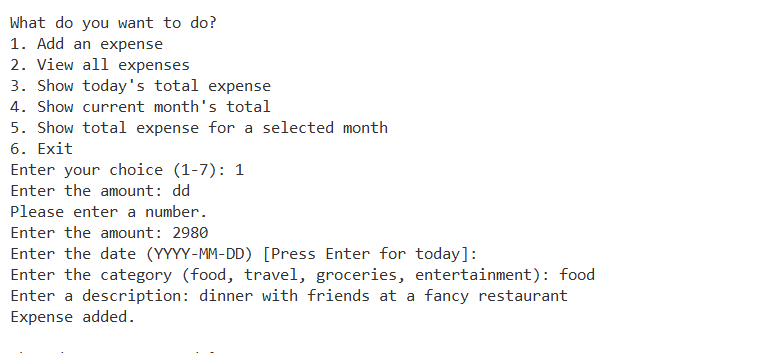 What do you want to do?
1. Add an expense
2. View all expenses
3. Show today's total expense
4. Show current month's total
5. Show total expense for a selected month
6. Exit
Enter your choice (1-7): 1
Enter the amount: dd
Please enter a number.
Enter the amount: 2980
Enter the date (YYYY-MM-DD) [Press Enter for today]:
Enter the category (food, travel, groceries, entertainment): food
Enter a description: dinner with friends at a fancy restaurant
Expense added.